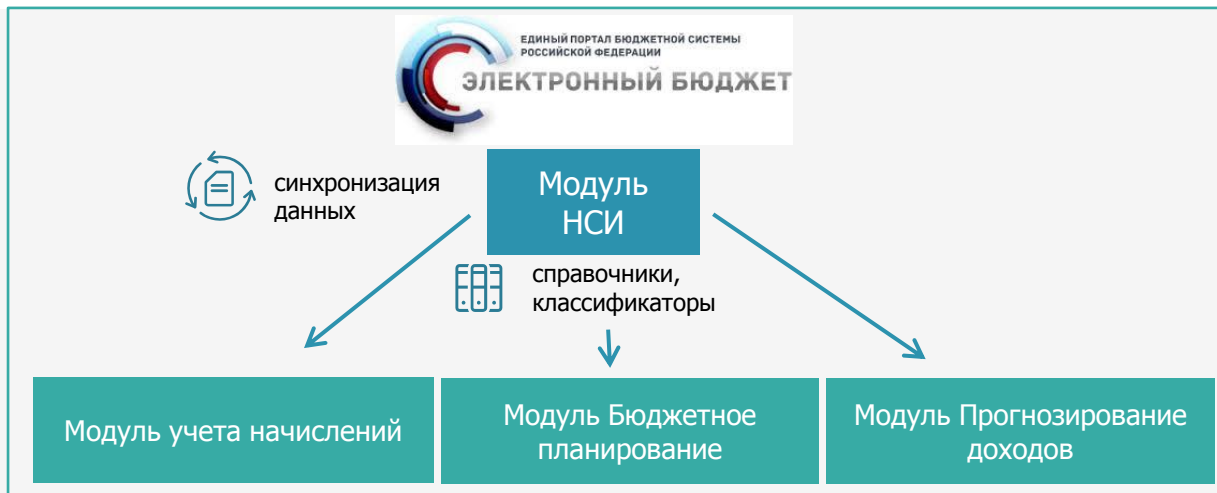 ЕДИНЫЙ ПОРТАЛ БЮДЖЕТНОЙ СИСТЕМЫ
РОССИЙСКОЙ ФЕДЕРАЦИИ
ЭЛЕКТРОННЫЙ БЮДЖЕТ
синхронизация
данных
Модуль
НСИ
справочники,
классификаторы
Модуль учета начислений
Модуль Бюджетное
планирование
Модуль Прогнозирование
доходов